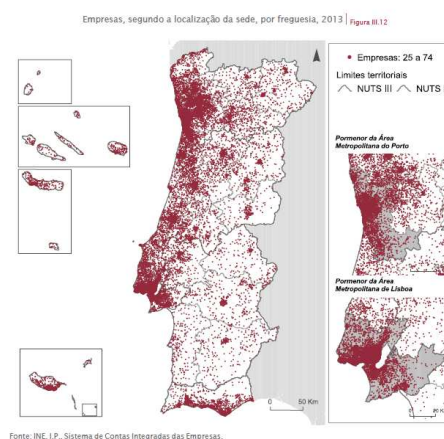 Empresas, segundo a localização da sede, por freguesia, 2013 | Figura III.12
Empresas: 25 a 74
Limites territoriais
NUTS III NUTS
Pormenor da Área
Metropolitana do Porto
Pormenor da Área
Metropolitana de Lisboa
0 50 Km
0
Fonte: INE, I.P., Sistema de Contas Integradas das Empresas.